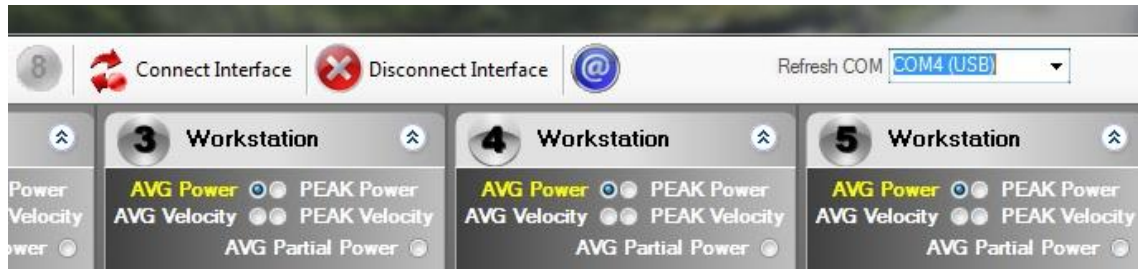 8 Connect Interface Disconnect Interface @ Refresh COM COM4 (USB)
3 Workstation 4 Workstation 5 Workstation
Power AVG Power PEAK Power AVG Power PEAK Power AVG Power PEAK Power
Velocity AVG Velocity PEAK Velocity AVG Velocity PEAK Velocity AVG Velocity PEAK Velocity
ower AVG Partial Power AVG Partial Power AVG Partial Power